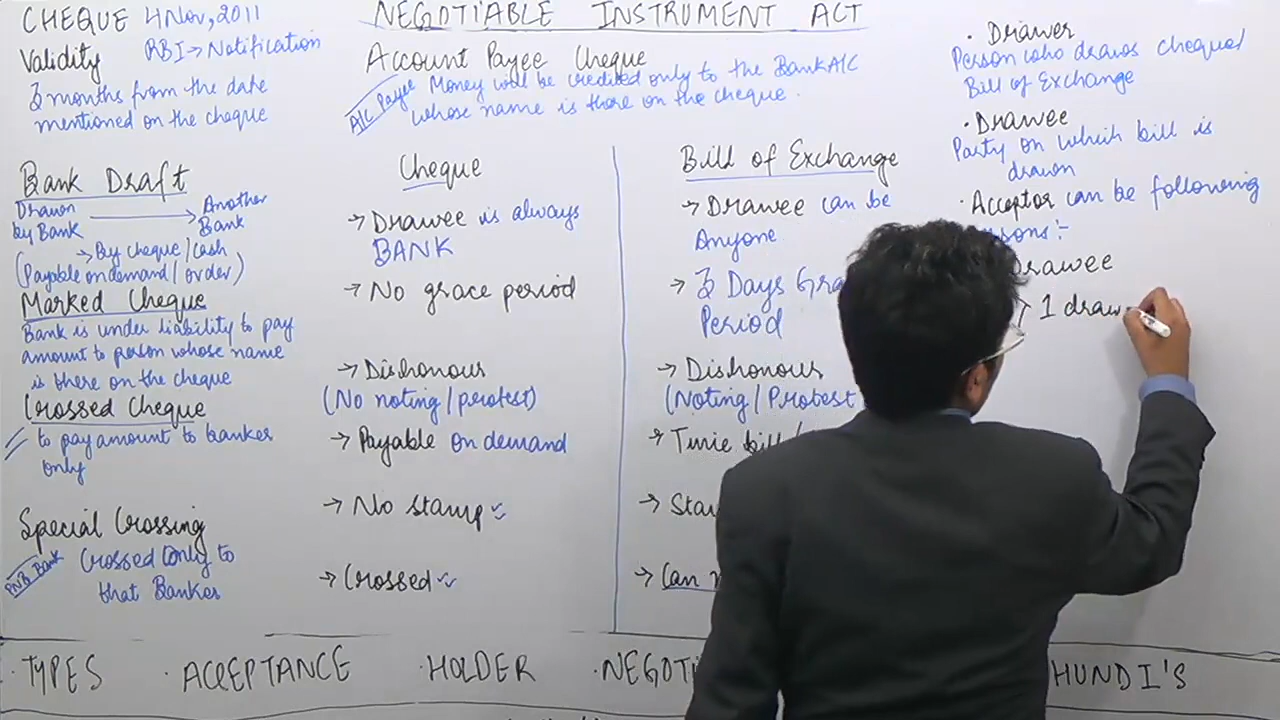 CHEQUE 4 Nov, 2011
Validity RBI → Notification
3 months from the date
mentioned on the cheque
NEGOTIABLE INSTRUMENT ACT
Account Payee Cheque
A/C Payee Money will be credited only to the Bank A/C
whose name is there on the cheque.
Bank Draft
Drawn → Another
by Bank Bank
→ By cheque/cash
(Payable on demand/order)
Marked Cheque
Bank is under liability to pay
amount to person whose name
is there on the cheque
Crossed Cheque
to pay amount to banker
only
Special Crossing
PNB Bank Crossed only to
that Banker
Cheque
→ Drawee is always
BANK
→ No grace period
→ Dishonour
(No noting/protest)
→ Payable on demand
→ No stamp
→ Crossed
Bill of Exchange
→ Drawee can be
Anyone
→ 3 Days Gra
Period
→ Dishonour
(Noting/Protest
→ Time bill
→ Sta
→ Can n
· Drawer
Person who draws cheque/
Bill of Exchange
· Drawee
Party on which bill is
drawn
· Acceptor can be following
sons:-
Drawee
→ 1 draw
· TYPES · ACCEPTANCE · HOLDER · NEGOTI
HUNDI'S